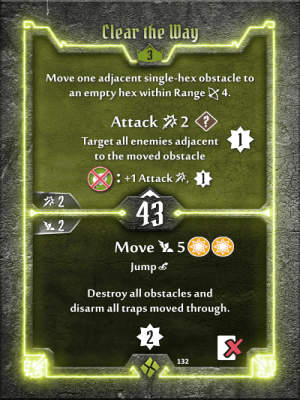 Clear the Way
3
Move one adjacent single-hex obstacle to
an empty hex within Range 4.
Attack 2 ?
Target all enemies adjacent
to the moved obstacle
1
: +1 Attack , 1
2
43
2
Move 5
Jump
Destroy all obstacles and
disarm all traps moved through.
2
132